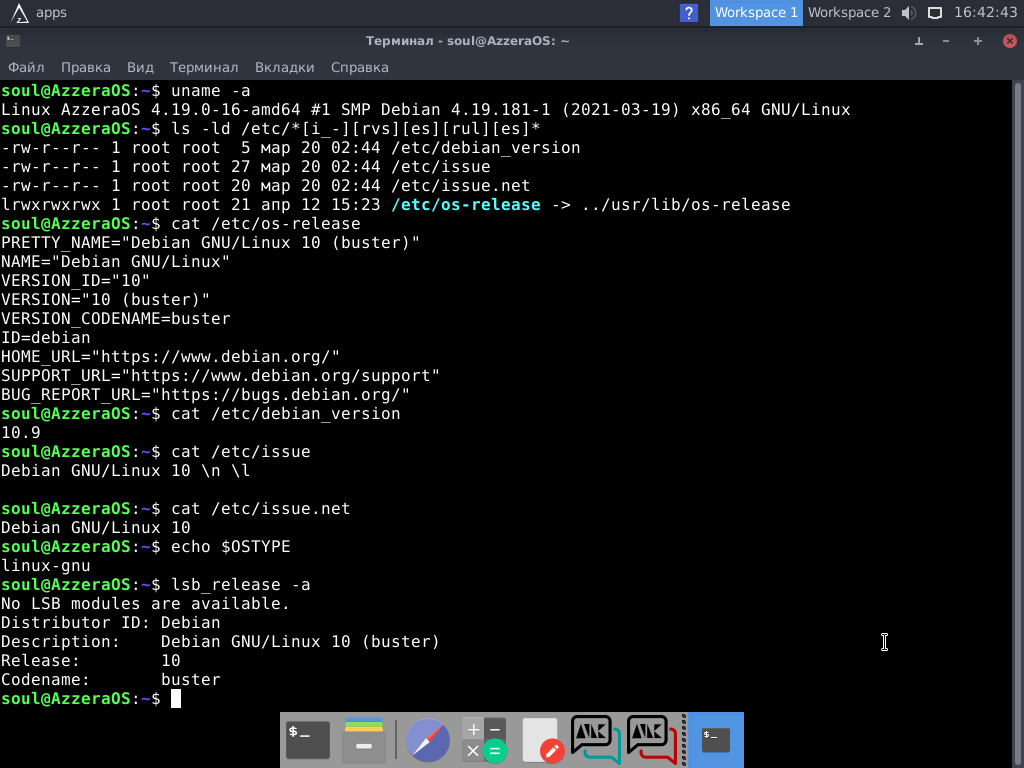 apps ? Workspace 1 Workspace 2 16:42:43
Терминал - soul@AzzeraOS: ~
Файл Правка Вид Терминал Вкладки Справка
soul@AzzeraOS:~$ uname -a
Linux AzzeraOS 4.19.0-16-amd64 #1 SMP Debian 4.19.181-1 (2021-03-19) x86_64 GNU/Linux
soul@AzzeraOS:~$ ls -ld /etc/*[i_-][rvs][es][rul][es]*
-rw-r--r-- 1 root root  5 мар 20 02:44 /etc/debian_version
-rw-r--r-- 1 root root 27 мар 20 02:44 /etc/issue
-rw-r--r-- 1 root root 20 мар 20 02:44 /etc/issue.net
lrwxrwxrwx 1 root root 21 апр 12 15:23 /etc/os-release -> ../usr/lib/os-release
soul@AzzeraOS:~$ cat /etc/os-release
PRETTY_NAME="Debian GNU/Linux 10 (buster)"
NAME="Debian GNU/Linux"
VERSION_ID="10"
VERSION="10 (buster)"
VERSION_CODENAME=buster
ID=debian
HOME_URL="https://www.debian.org/"
SUPPORT_URL="https://www.debian.org/support"
BUG_REPORT_URL="https://bugs.debian.org/"
soul@AzzeraOS:~$ cat /etc/debian_version
10.9
soul@AzzeraOS:~$ cat /etc/issue
Debian GNU/Linux 10 \n \l

soul@AzzeraOS:~$ cat /etc/issue.net
Debian GNU/Linux 10
soul@AzzeraOS:~$ echo $OSTYPE
linux-gnu
soul@AzzeraOS:~$ lsb_release -a
No LSB modules are available.
Distributor ID: Debian
Description:    Debian GNU/Linux 10 (buster)
Release:        10
Codename:       buster
soul@AzzeraOS:~$